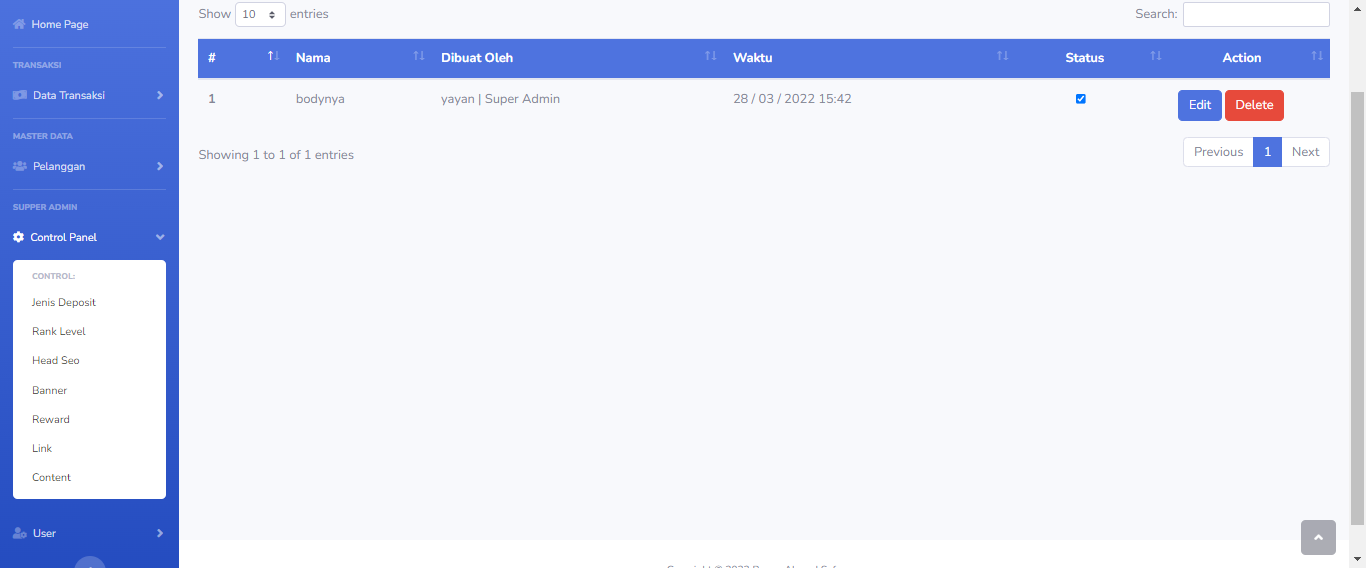 Home Page
TRANSAKSI
Data Transaksi
MASTER DATA
Pelanggan
SUPPER ADMIN
Control Panel
CONTROL:
Jenis Deposit
Rank Level
Head Seo
Banner
Reward
Link
Content
User
Show 10 entries
Search:
# Nama Dibuat Oleh Waktu Status Action
1 bodynya yayan | Super Admin 28 / 03 / 2022 15:42 Edit Delete
Showing 1 to 1 of 1 entries
Previous 1 Next